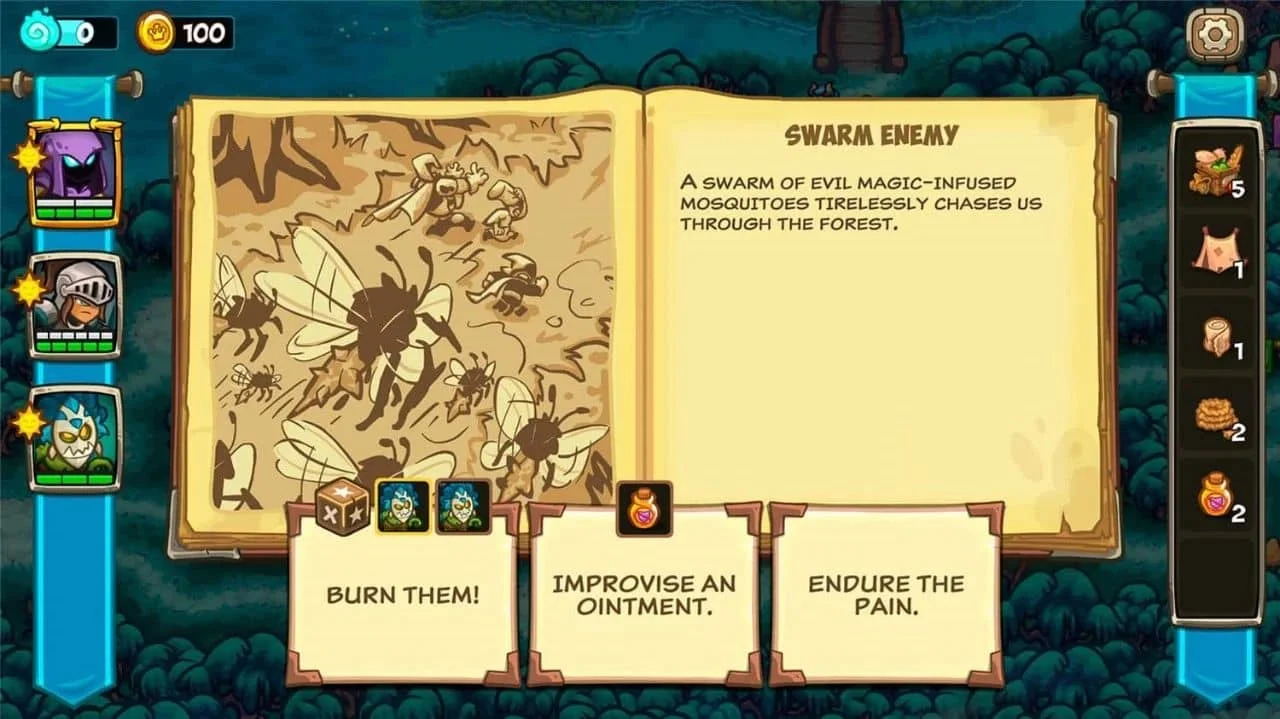 0
100
SWARM ENEMY
A SWARM OF EVIL MAGIC-INFUSED
MOSQUITOES TIRELESSLY CHASES US
THROUGH THE FOREST.
5
1
1
2
2
BURN THEM!
IMPROVISE AN
OINTMENT.
ENDURE THE
PAIN.